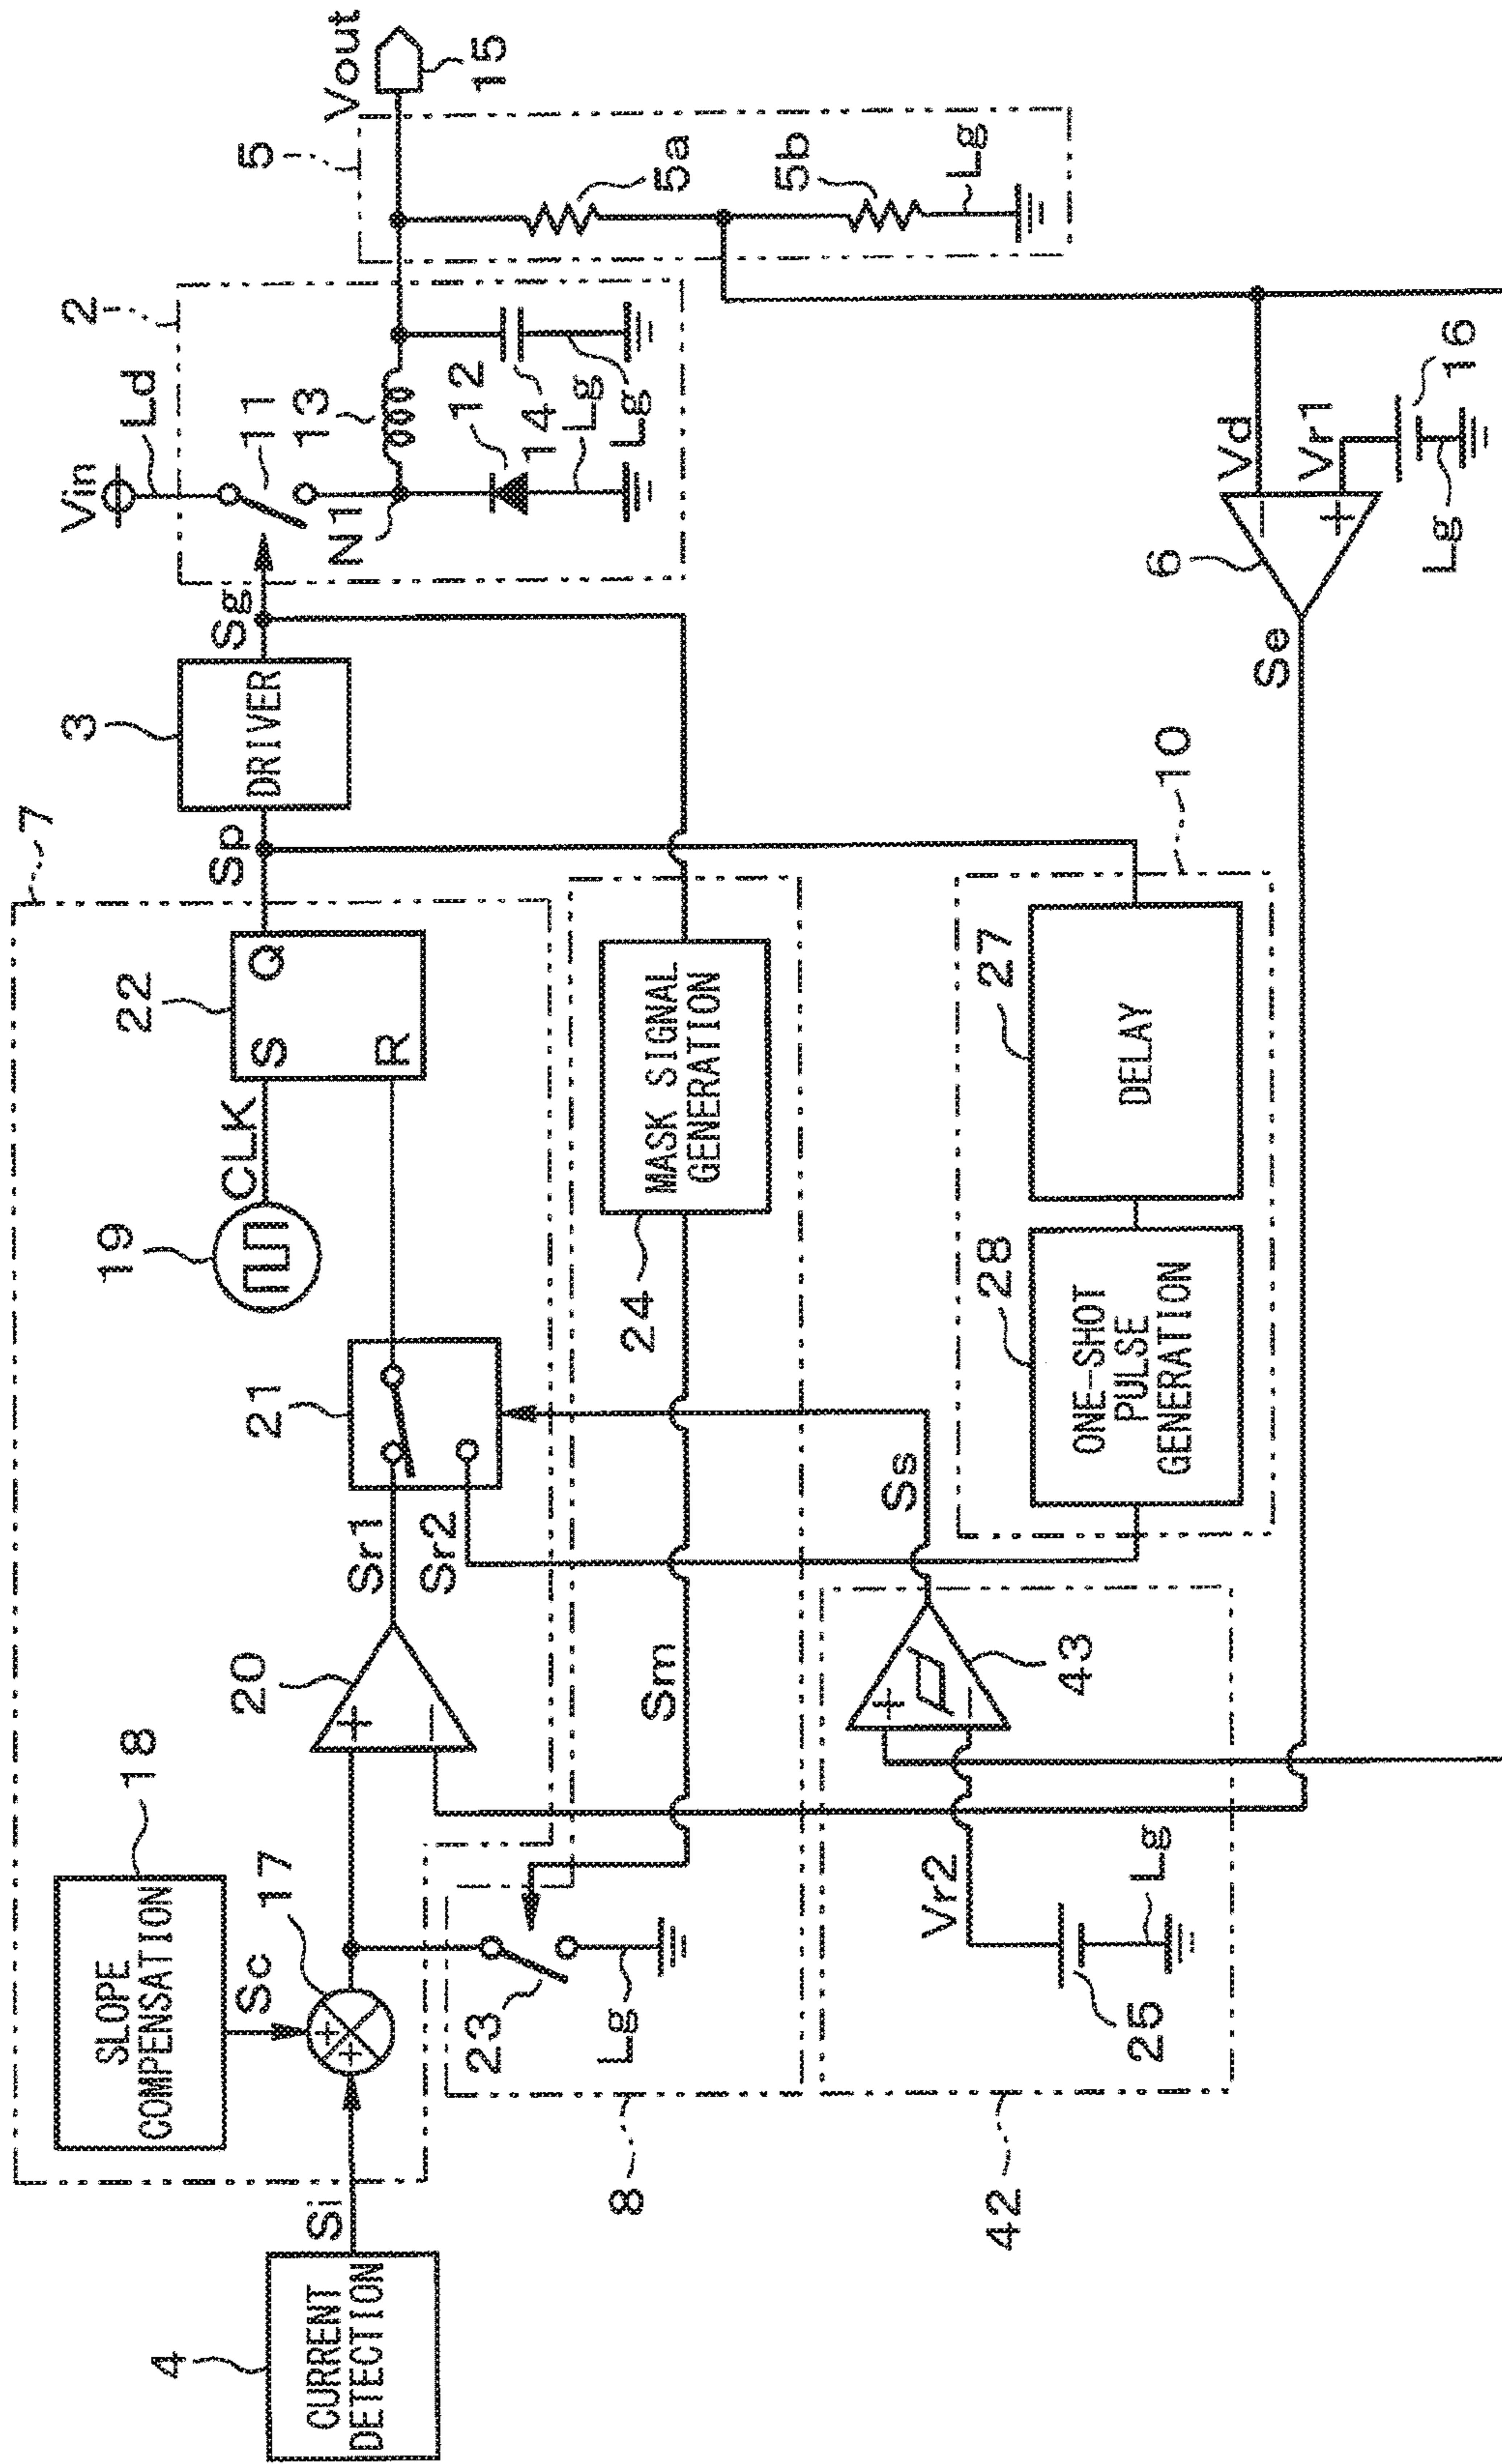 7
18
SLOPE
COMPENSATION
Sc
4
CURRENT
DETECTION
Si
17
+
+
20
+
−
Sr1
Sr2
21
19
CLK
22
S
Q
R
Sp
3
DRIVER
Sg
Vin
Ld
2
11
13
N1
12
14
Lg
Lg
5
Vout
15
5a
5b
Lg
23
Lg
8
Sm
24
MASK SIGNAL
GENERATION
42
Vr2
25
Lg
43
+
−
Ss
28
ONE-SHOT
PULSE
GENERATION
27
DELAY
10
Se
6
Vd
−
Vr1
+
16
Lg